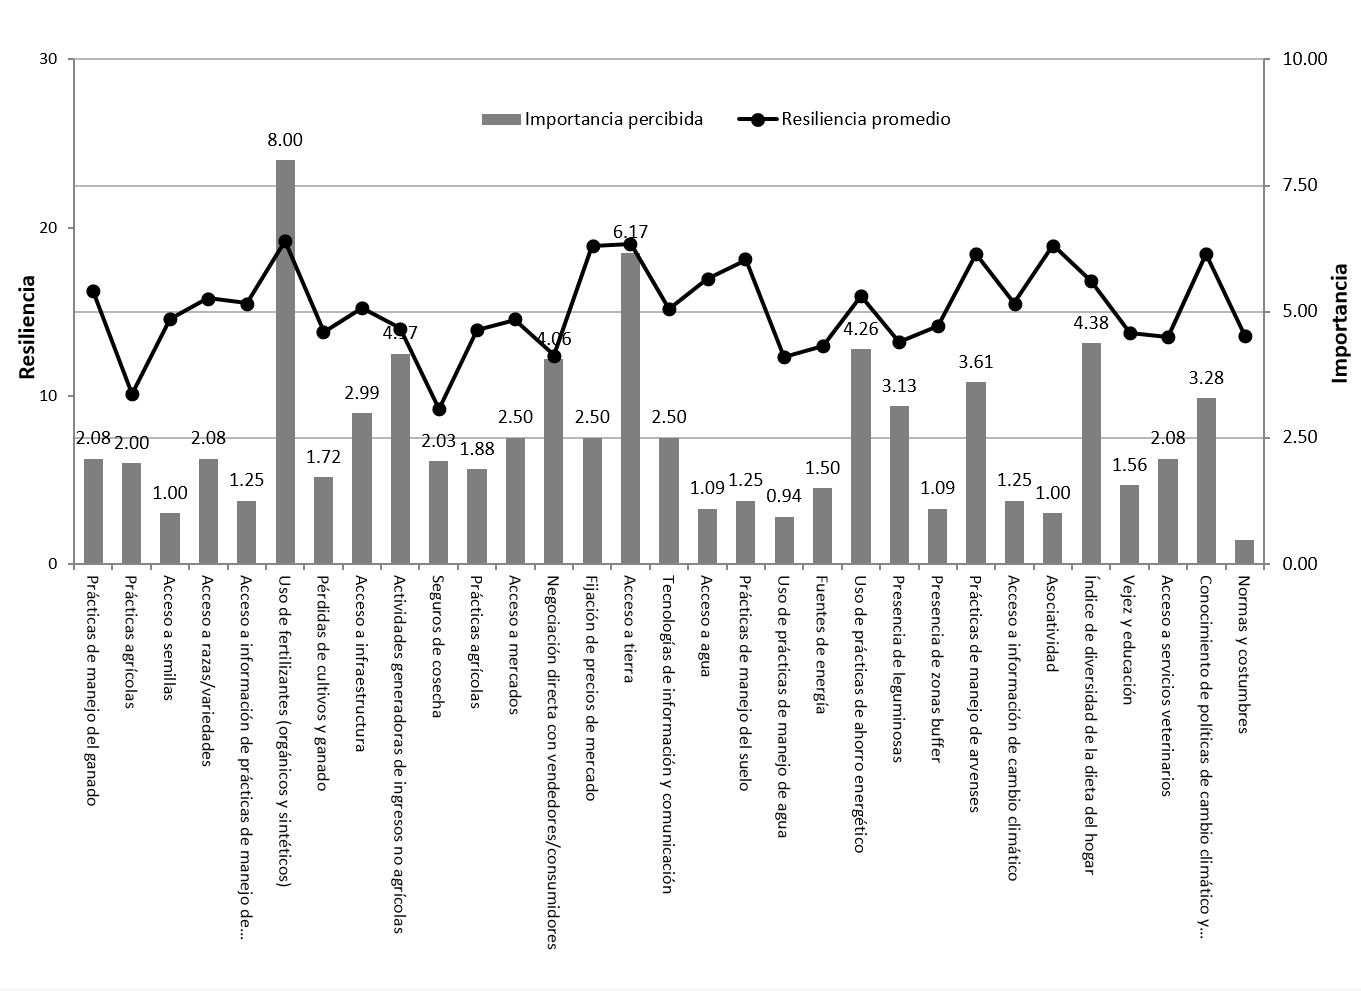 30
20
10
0
Resiliencia
10.00
7.50
5.00
2.50
0.00
Importancia
Importancia percibida
Resiliencia promedio
2.08
2.00
1.00
2.08
1.25
8.00
1.72
2.99
2.03
1.88
2.50
4.06
2.50
6.17
2.50
1.09
1.25
0.94
1.50
4.26
3.13
1.09
3.61
1.25
1.00
4.38
1.56
2.08
3.28
Prácticas de manejo del ganado
Prácticas agrícolas
Acceso a semillas
Acceso a razas/variedades
Acceso a información de prácticas de manejo de...
Uso de fertilizantes (orgánicos y sintéticos)
Pérdidas de cultivos y ganado
Acceso a infraestructura
Actividades generadoras de ingresos no agrícolas
Seguros de cosecha
Prácticas agrícolas
Acceso a mercados
Negociación directa con vendedores/consumidores
Fijación de precios de mercado
Acceso a tierra
Tecnologías de información y comunicación
Acceso a agua
Prácticas de manejo del suelo
Uso de prácticas de manejo de agua
Fuentes de energía
Uso de prácticas de ahorro energético
Presencia de leguminosas
Presencia de zonas buffer
Prácticas de manejo de arvenses
Acceso a información de cambio climático
Asociatividad
Índice de diversidad de la dieta del hogar
Vejez y educación
Acceso a servicios veterinarios
Conocimiento de políticas de cambio climático y...
Normas y costumbres